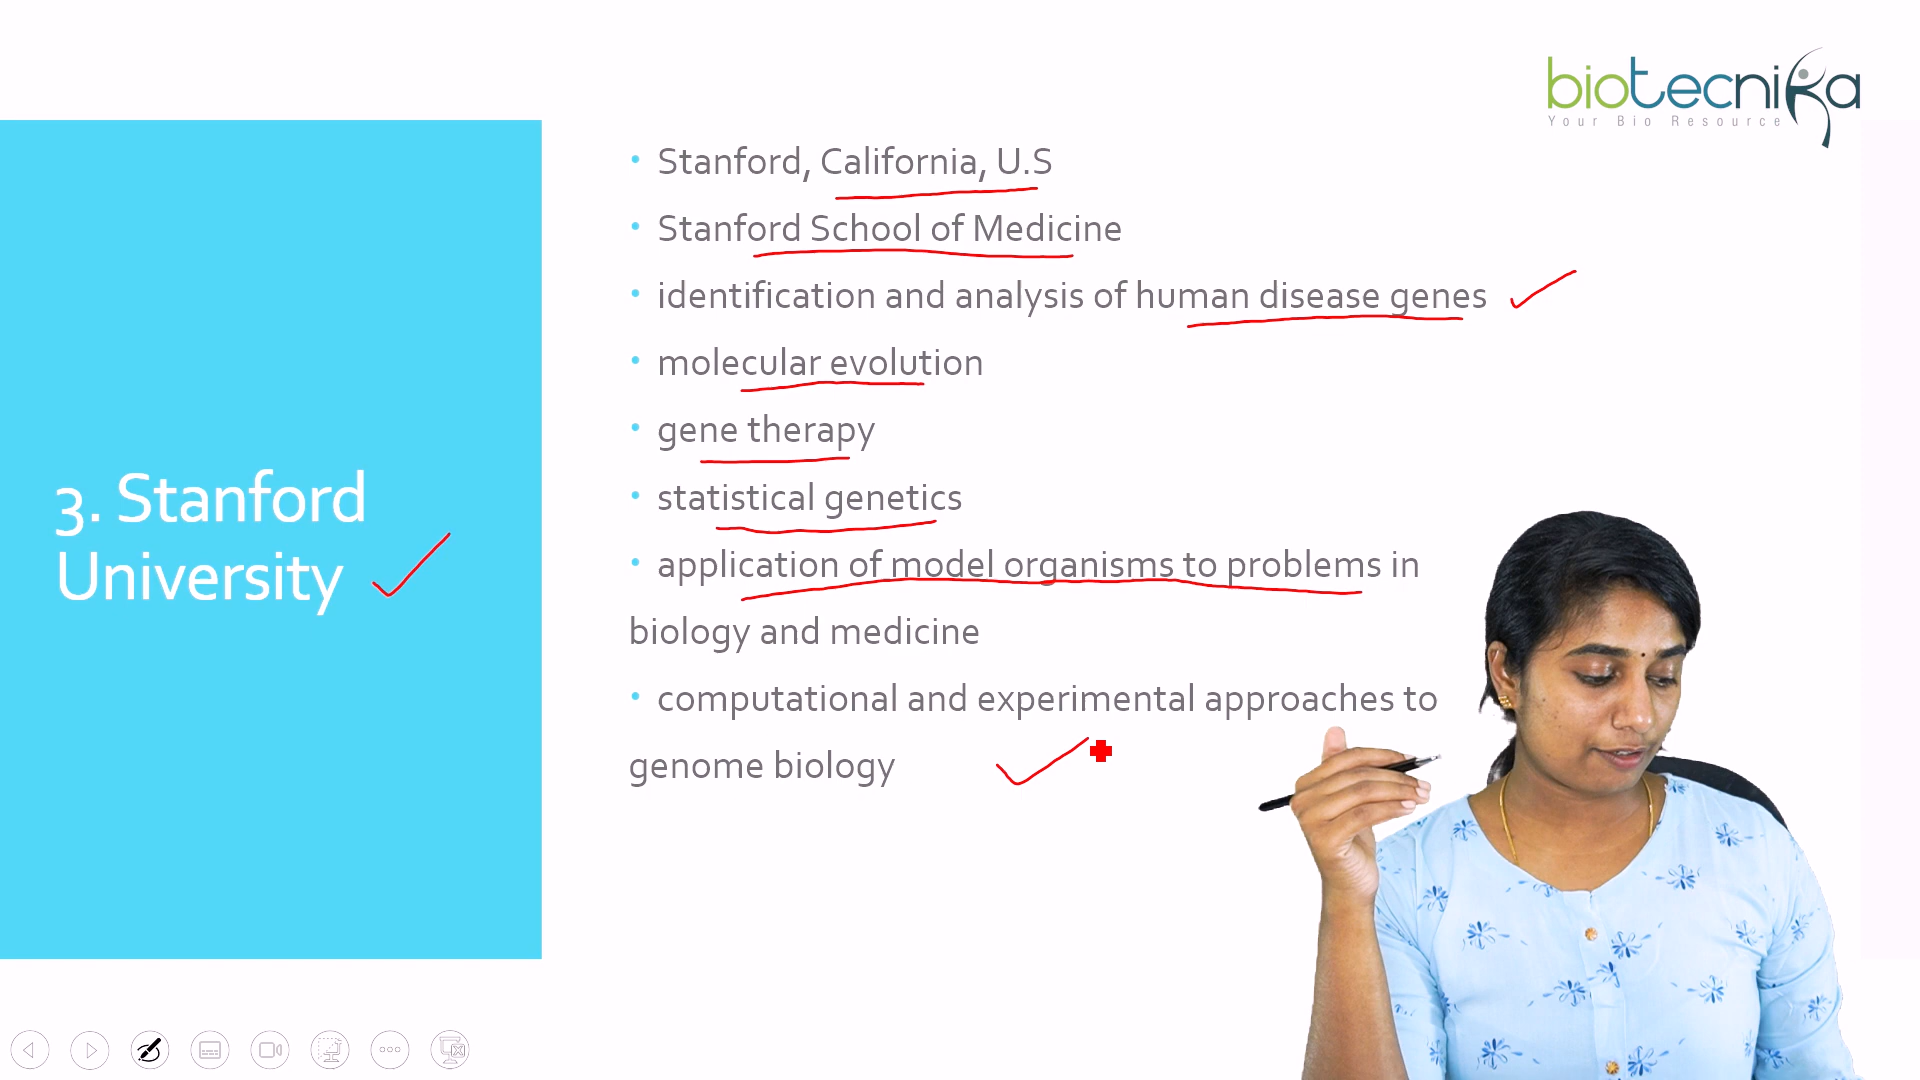 biotecnika
Your Bio Resource
3. Stanford
University
• Stanford, California, U.S
• Stanford School of Medicine
• identification and analysis of human disease genes
• molecular evolution
• gene therapy
• statistical genetics
• application of model organisms to problems in
biology and medicine
• computational and experimental approaches to
genome biology